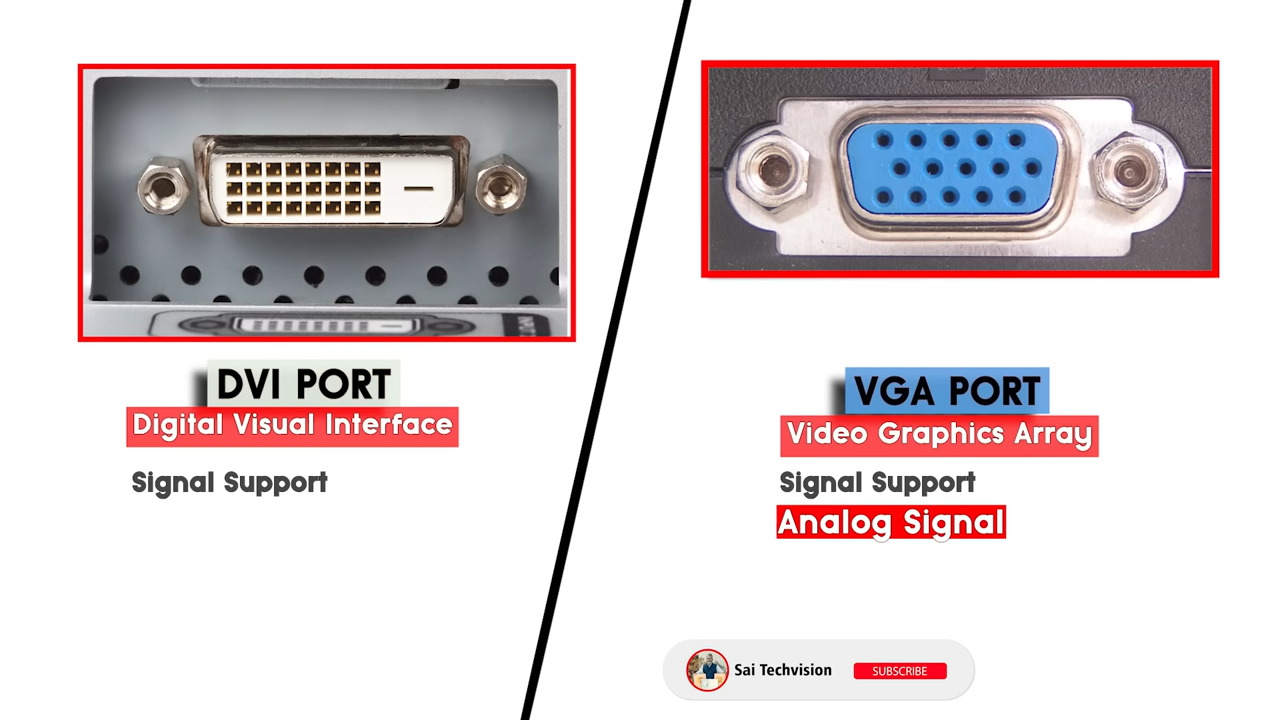 DVI PORT
Digital Visual Interface
Signal Support
VGA PORT
Video Graphics Array
Signal Support
Analog Signal
Sai Techvision
SUBSCRIBE